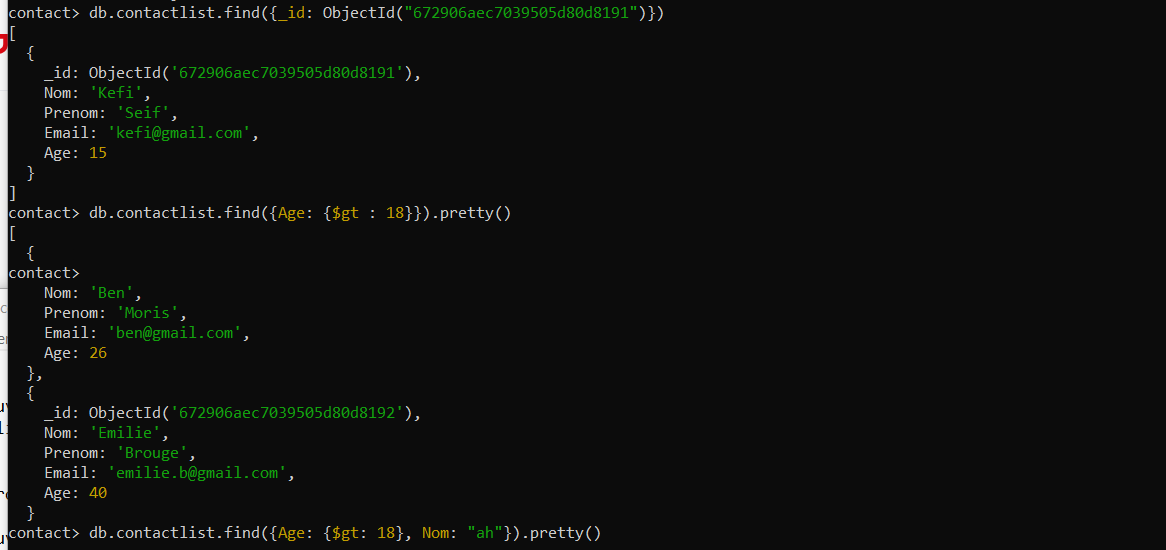 contact> db.contactlist.find({_id: ObjectId("672906aec7039505d80d8191")})
[
  {
    _id: ObjectId('672906aec7039505d80d8191'),
    Nom: 'Kefi',
    Prenom: 'Seif',
    Email: 'kefi@gmail.com',
    Age: 15
  }
]
contact> db.contactlist.find({Age: {$gt : 18}}).pretty()
[
  {
contact>
    Nom: 'Ben',
    Prenom: 'Moris',
    Email: 'ben@gmail.com',
    Age: 26
  },
  {
    _id: ObjectId('672906aec7039505d80d8192'),
    Nom: 'Emilie',
    Prenom: 'Brouge',
    Email: 'emilie.b@gmail.com',
    Age: 40
  }
contact> db.contactlist.find({Age: {$gt: 18}, Nom: "ah"}).pretty()